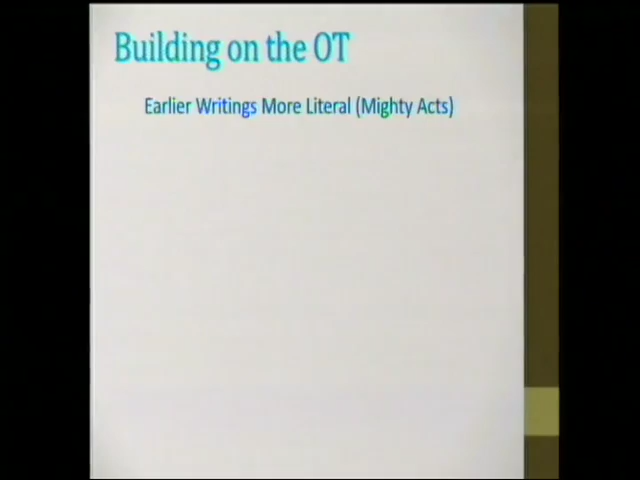 Building on the OT
Earlier Writings More Literal (Mighty Acts)